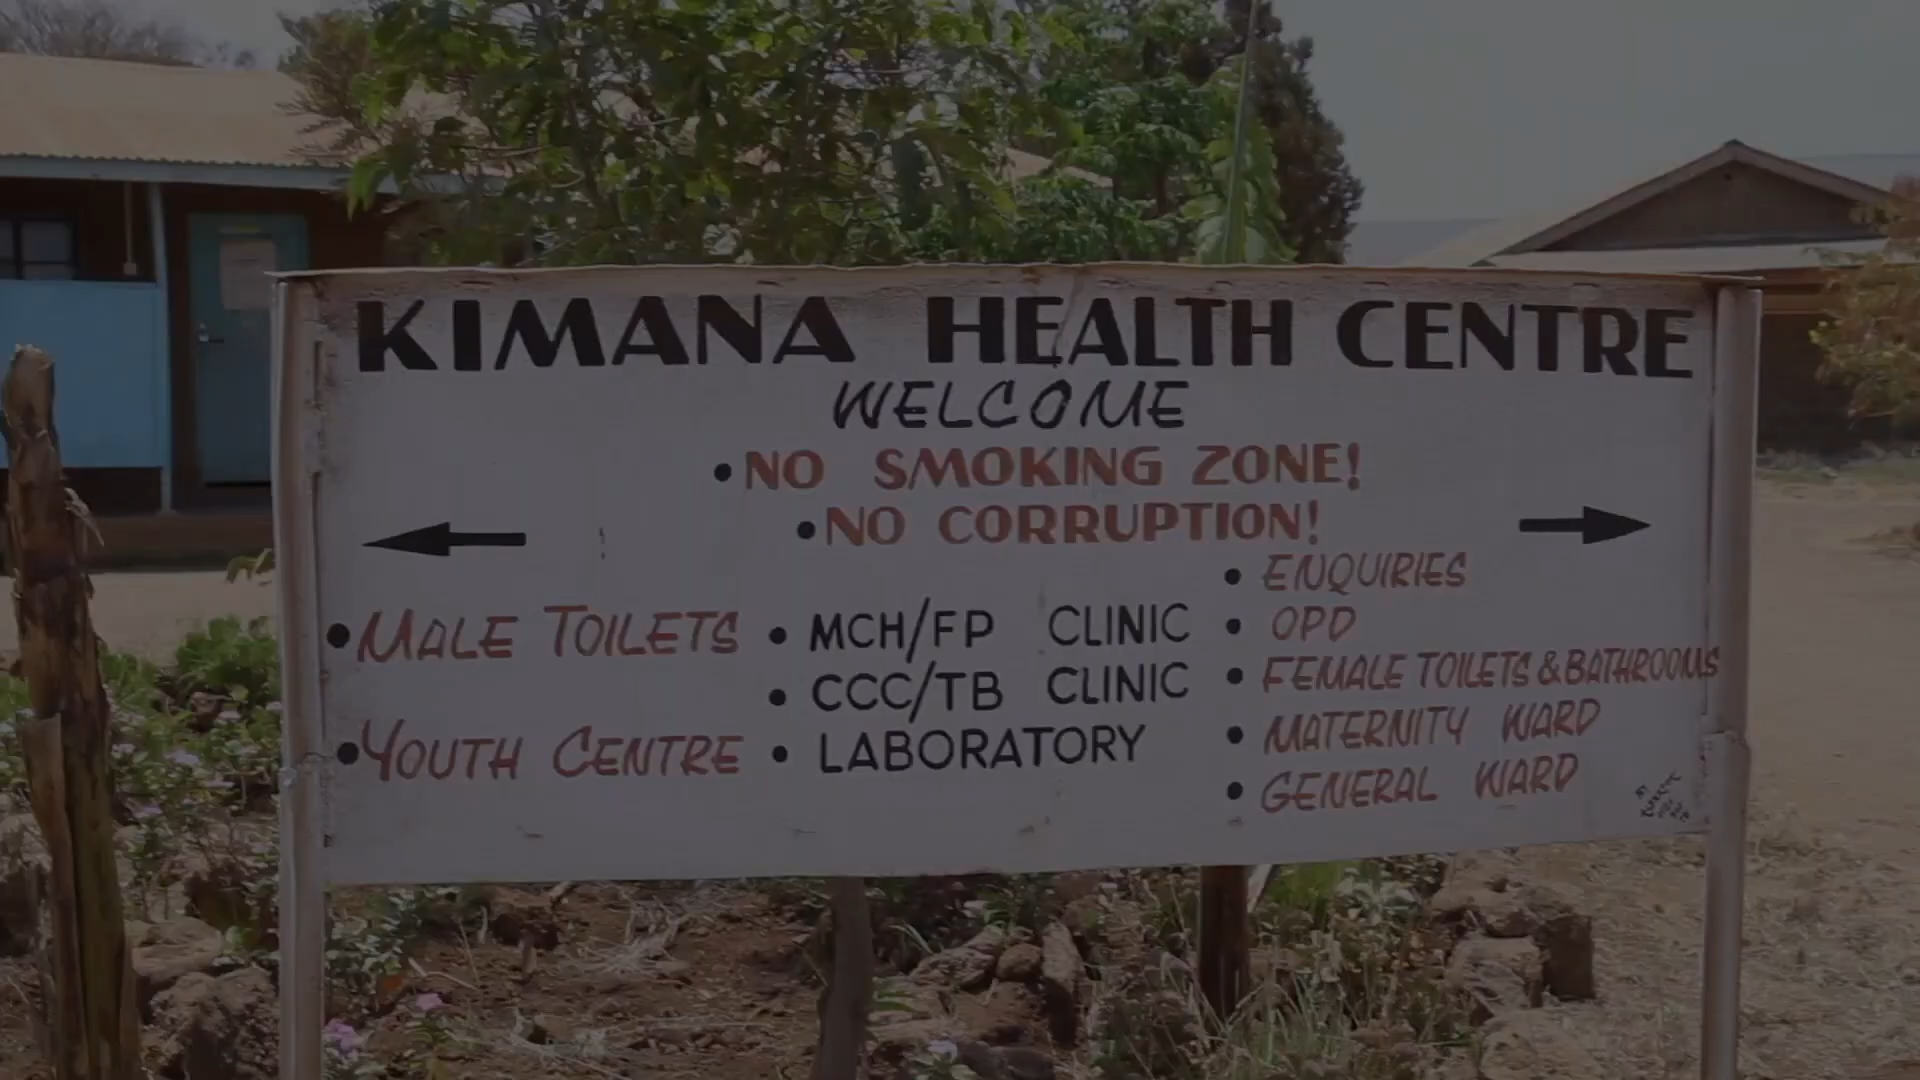 KIMANA HEALTH CENTRE
WELCOME
•NO SMOKING ZONE!
•NO CORRUPTION!
•MALE TOILETS
•YOUTH CENTRE
• MCH/FP CLINIC
• CCC/TB CLINIC
• LABORATORY
• ENQUIRIES
• OPD
• FEMALE TOILETS & BATHROOMS
• MATERNITY WARD
• GENERAL WARD